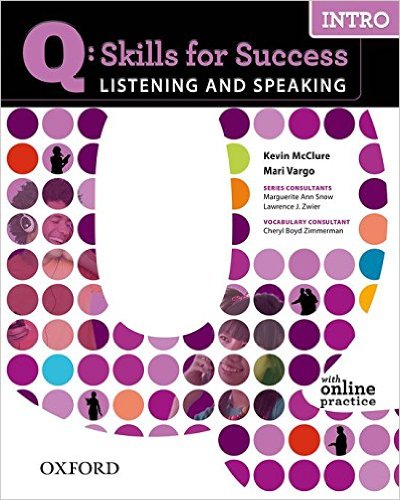 INTRO
Q: Skills for Success
LISTENING AND SPEAKING
Kevin McClure
Mari Vargo
SERIES CONSULTANTS
Marguerite Ann Snow
Lawrence J. Zwier
VOCABULARY CONSULTANT
Cheryl Boyd Zimmerman
with
online
practice
OXFORD